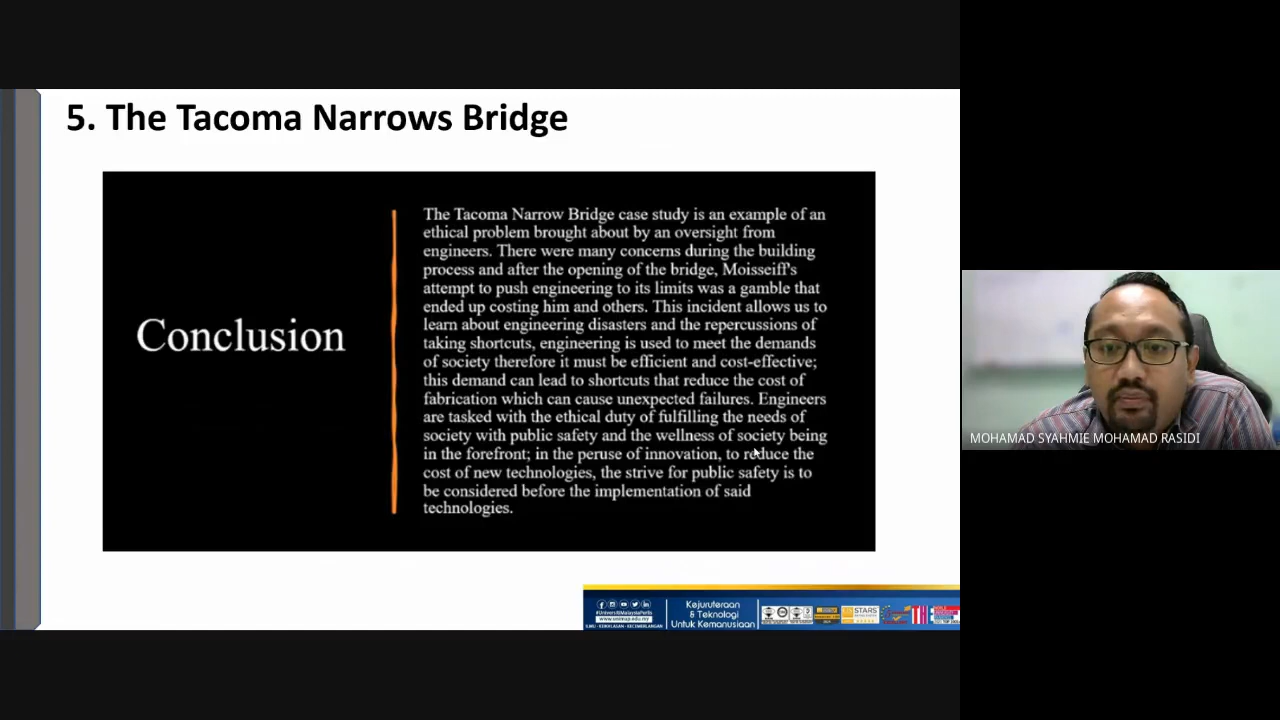 5. The Tacoma Narrows Bridge
Conclusion
The Tacoma Narrow Bridge case study is an example of an
ethical problem brought about by an oversight from
engineers. There were many concerns during the building
process and after the opening of the bridge, Moisseiff's
attempt to push engineering to its limits was a gamble that
ended up costing him and others. This incident allows us to
learn about engineering disasters and the repercussions of
taking shortcuts, engineering is used to meet the demands
of society therefore it must be efficient and cost-effective;
this demand can lead to shortcuts that reduce the cost of
fabrication which can cause unexpected failures. Engineers
are tasked with the ethical duty of fulfilling the needs of
society with public safety and the wellness of society being
in the forefront; in the peruse of innovation, to reduce the
cost of new technologies, the strive for public safety is to
be considered before the implementation of said
technologies.
MOHAMAD SYAHMIE MOHAMAD RASIDI
#UniversitiMalaysiaPerlis
www.unimap.edu.my
ILMU • KEIKHLASAN • KECEMERLANGAN
Kejuruteraan
& Teknologi
Untuk Kemanusiaan
STARS